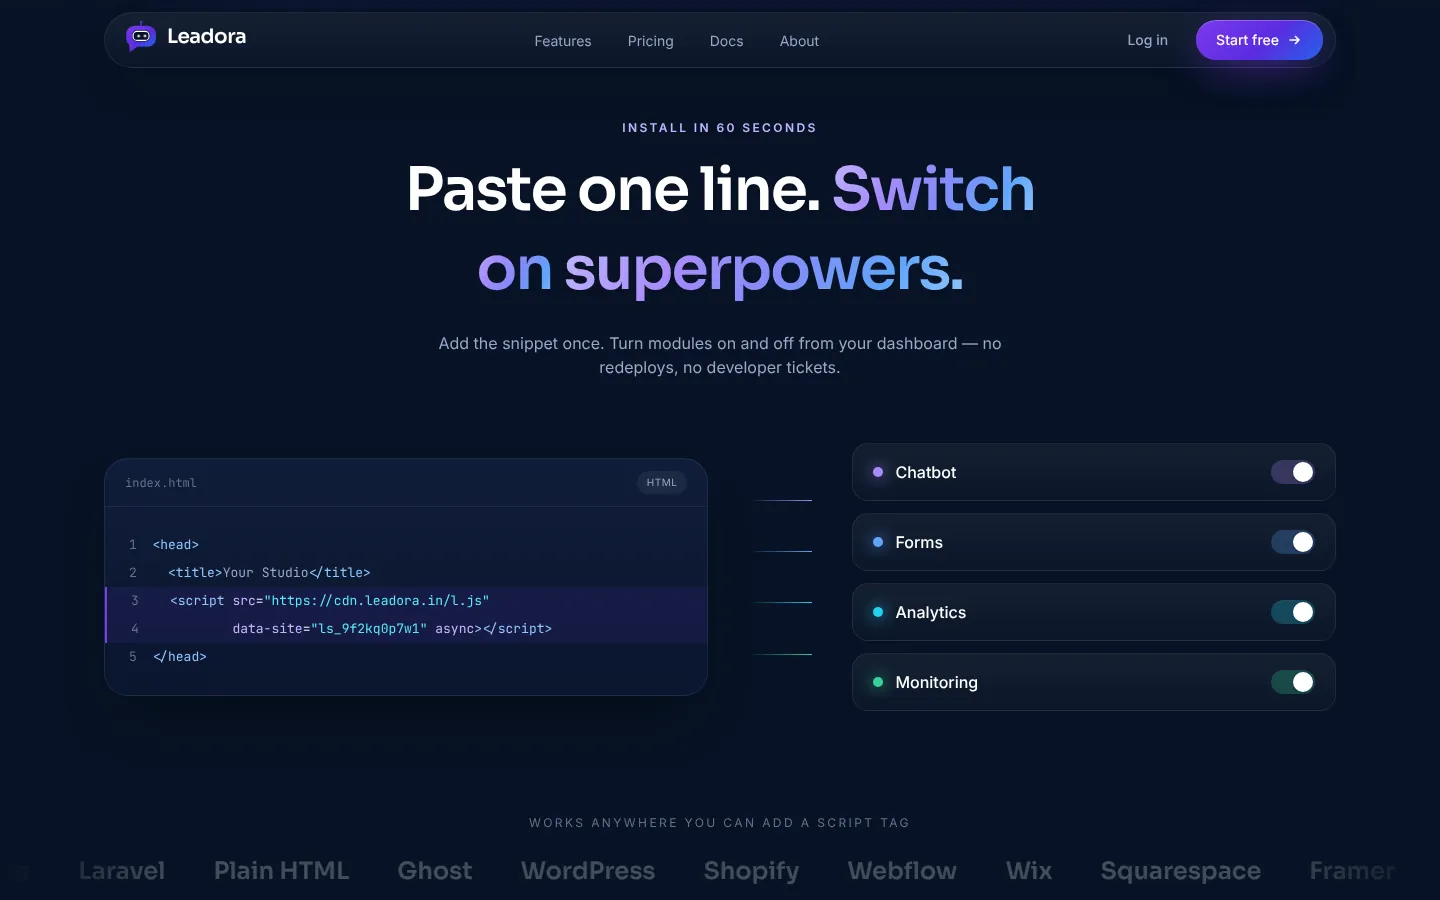 Leadora
Features Pricing Docs About
Log in
Start free →
INSTALL IN 60 SECONDS
Paste one line. Switch
on superpowers.
Add the snippet once. Turn modules on and off from your dashboard — no
redeploys, no developer tickets.
index.html
HTML
1 <head>
2 <title>Your Studio</title>
3 <script src="https://cdn.leadora.in/l.js"
4 data-site="ls_9f2kq0p7w1" async></script>
5 </head>
Chatbot
Forms
Analytics
Monitoring
WORKS ANYWHERE YOU CAN ADD A SCRIPT TAG
Laravel Plain HTML Ghost WordPress Shopify Webflow Wix Squarespace Framer